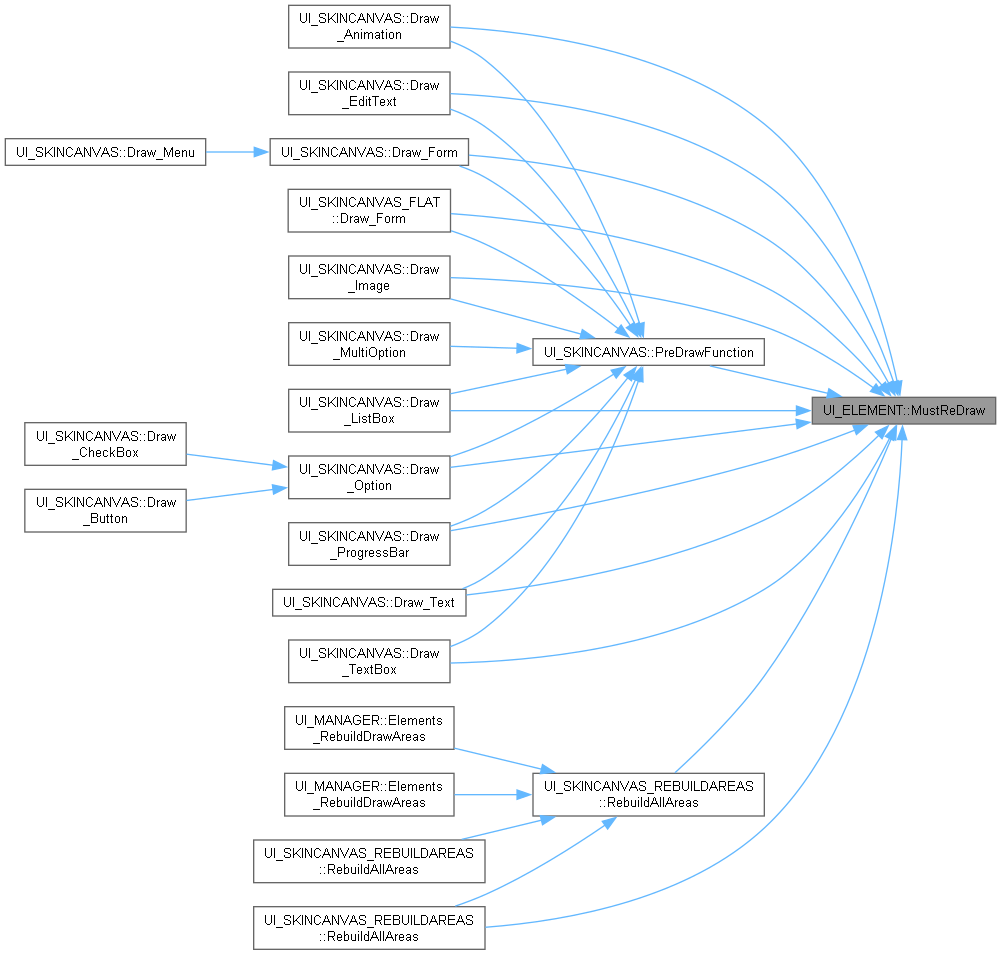 UI_SKINCANVAS::Draw
_Animation
UI_SKINCANVAS::Draw
_EditText
UI_SKINCANVAS::Draw_Menu
UI_SKINCANVAS::Draw_Form
UI_SKINCANVAS_FLAT
::Draw_Form
UI_SKINCANVAS::Draw
_Image
UI_SKINCANVAS::Draw
_MultiOption
UI_SKINCANVAS::PreDrawFunction
UI_SKINCANVAS::Draw
_ListBox
UI_ELEMENT::MustReDraw
UI_SKINCANVAS::Draw
_CheckBox
UI_SKINCANVAS::Draw
_Option
UI_SKINCANVAS::Draw
_Button
UI_SKINCANVAS::Draw
_ProgressBar
UI_SKINCANVAS::Draw_Text
UI_SKINCANVAS::Draw
_TextBox
UI_MANAGER::Elements
_RebuildDrawAreas
UI_MANAGER::Elements
_RebuildDrawAreas
UI_SKINCANVAS_REBUILDAREAS
::RebuildAllAreas
UI_SKINCANVAS_REBUILDAREAS
::RebuildAllAreas
UI_SKINCANVAS_REBUILDAREAS
::RebuildAllAreas